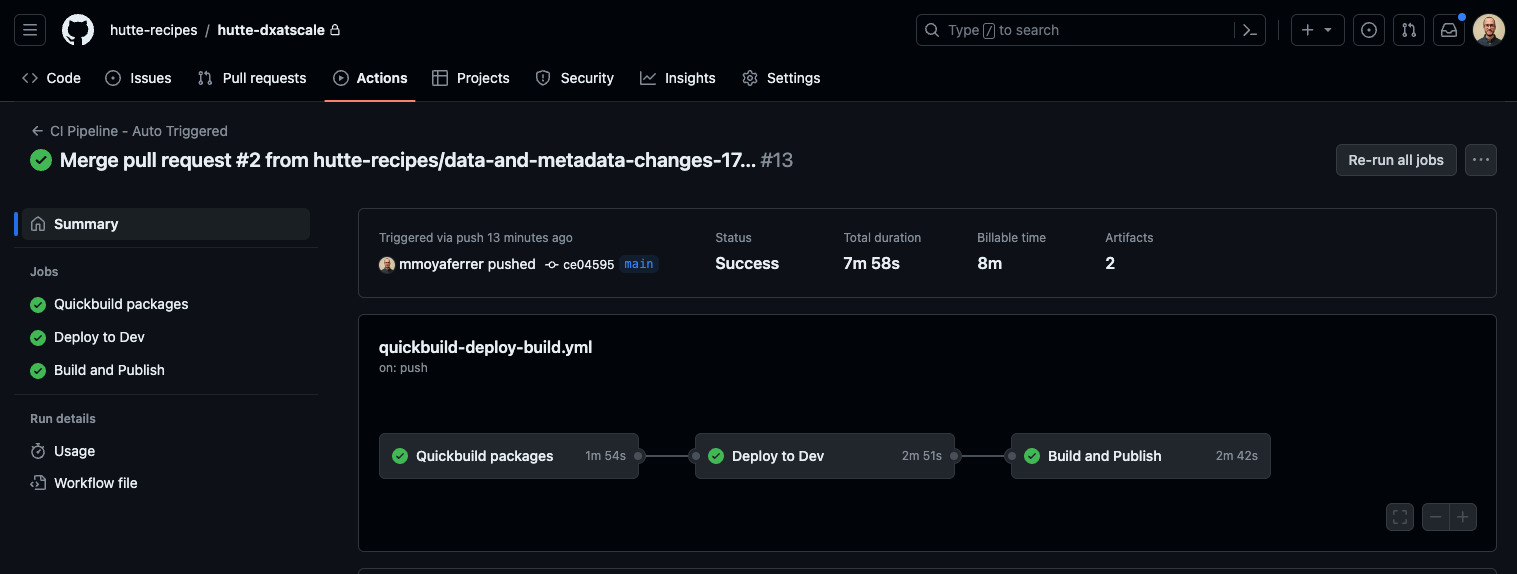 hutte-recipes / hutte-dxatscale
Type / to search
Code Issues Pull requests Actions Projects Security Insights Settings
← CI Pipeline - Auto Triggered
Merge pull request #2 from hutte-recipes/data-and-metadata-changes-17... #13
Re-run all jobs
Summary
Jobs
Quickbuild packages
Deploy to Dev
Build and Publish
Run details
Usage
Workflow file
Triggered via push 13 minutes ago
mmoyaferrer pushed ce04595 main
Status
Success
Total duration
7m 58s
Billable time
8m
Artifacts
2
quickbuild-deploy-build.yml
on: push
Quickbuild packages 1m 54s
Deploy to Dev 2m 51s
Build and Publish 2m 42s